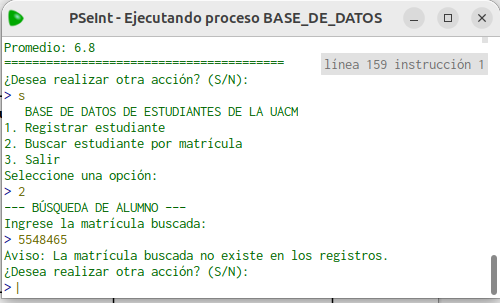 PSeInt - Ejecutando proceso BASE_DE_DATOS
Promedio: 6.8
========================================
línea 159 instrucción 1
¿Desea realizar otra acción? (S/N):
> s
   BASE DE DATOS DE ESTUDIANTES DE LA UACM
1. Registrar estudiante
2. Buscar estudiante por matrícula
3. Salir
Seleccione una opción:
> 2
--- BÚSQUEDA DE ALUMNO ---
Ingrese la matrícula buscada:
> 5548465
Aviso: La matrícula buscada no existe en los registros.
¿Desea realizar otra acción? (S/N):
>